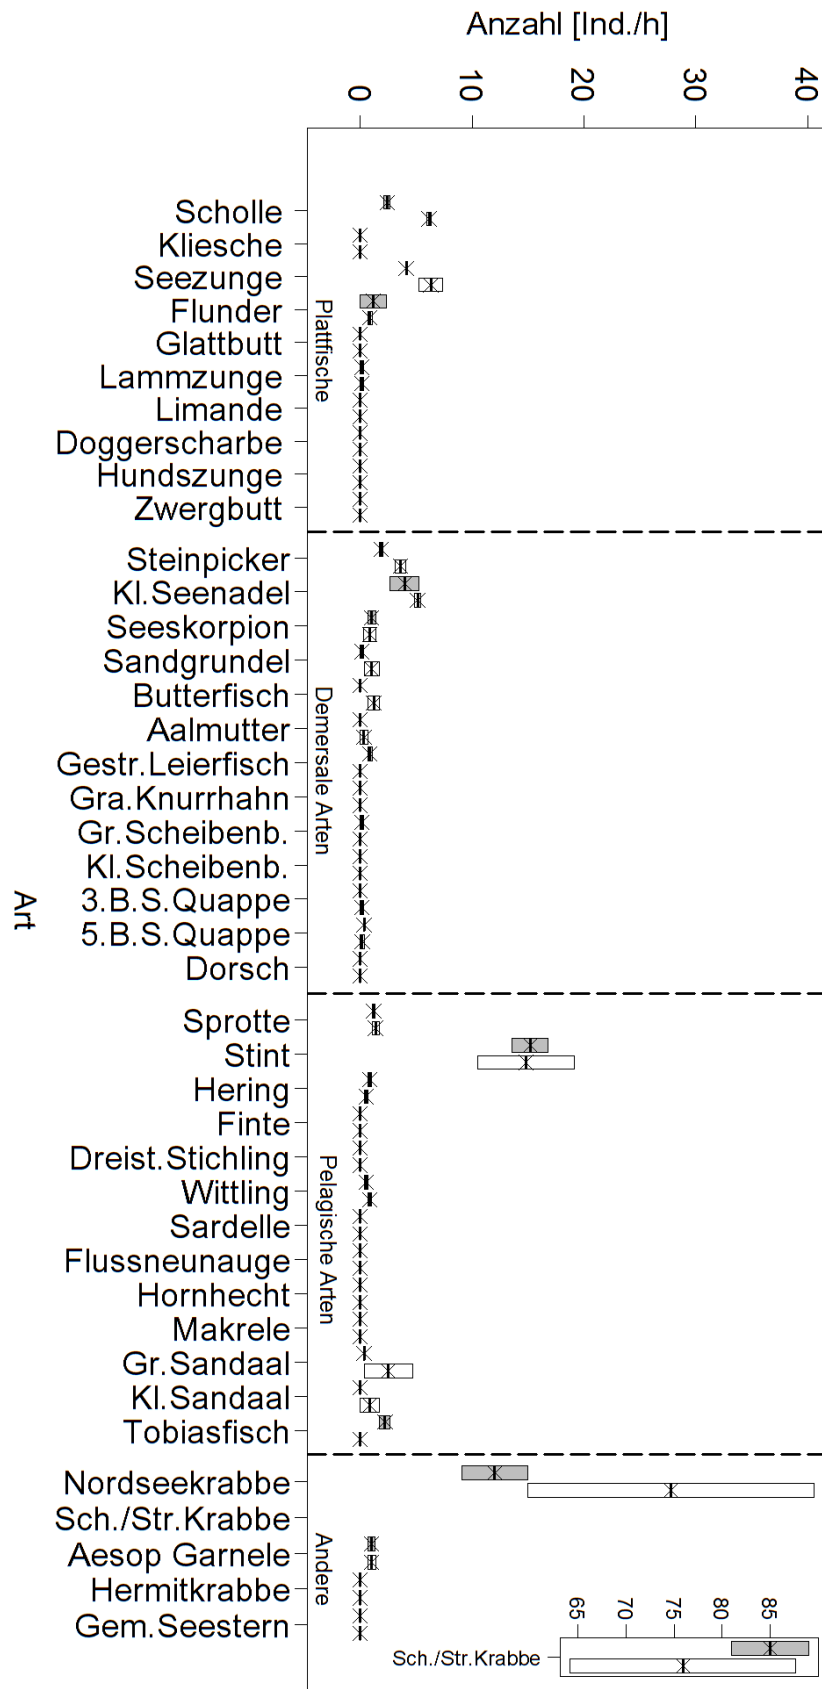 Anzahl [Ind./h]
0
10
20
30
40
Scholle
Kliesche
Seezunge
Flunder
Glattbutt
Lammzunge
Limande
Doggerscharbe
Hundszunge
Zwergbutt
Plattfische
Steinpicker
Kl.Seenadel
Seeskorpion
Sandgrundel
Butterfisch
Aalmutter
Gestr.Leierfisch
Gra.Knurrhahn
Gr.Scheibenb.
Kl.Scheibenb.
3.B.S.Quappe
5.B.S.Quappe
Dorsch
Demersale Arten
Art
Sprotte
Stint
Hering
Finte
Dreist.Stichling
Wittling
Sardelle
Flussneunauge
Hornhecht
Makrele
Gr.Sandaal
Kl.Sandaal
Tobiasfisch
Pelagische Arten
Nordseekrabbe
Sch./Str.Krabbe
Aesop Garnele
Hermitkrabbe
Gem.Seestern
Andere
65
70
75
80
85
Sch./Str.Krabbe